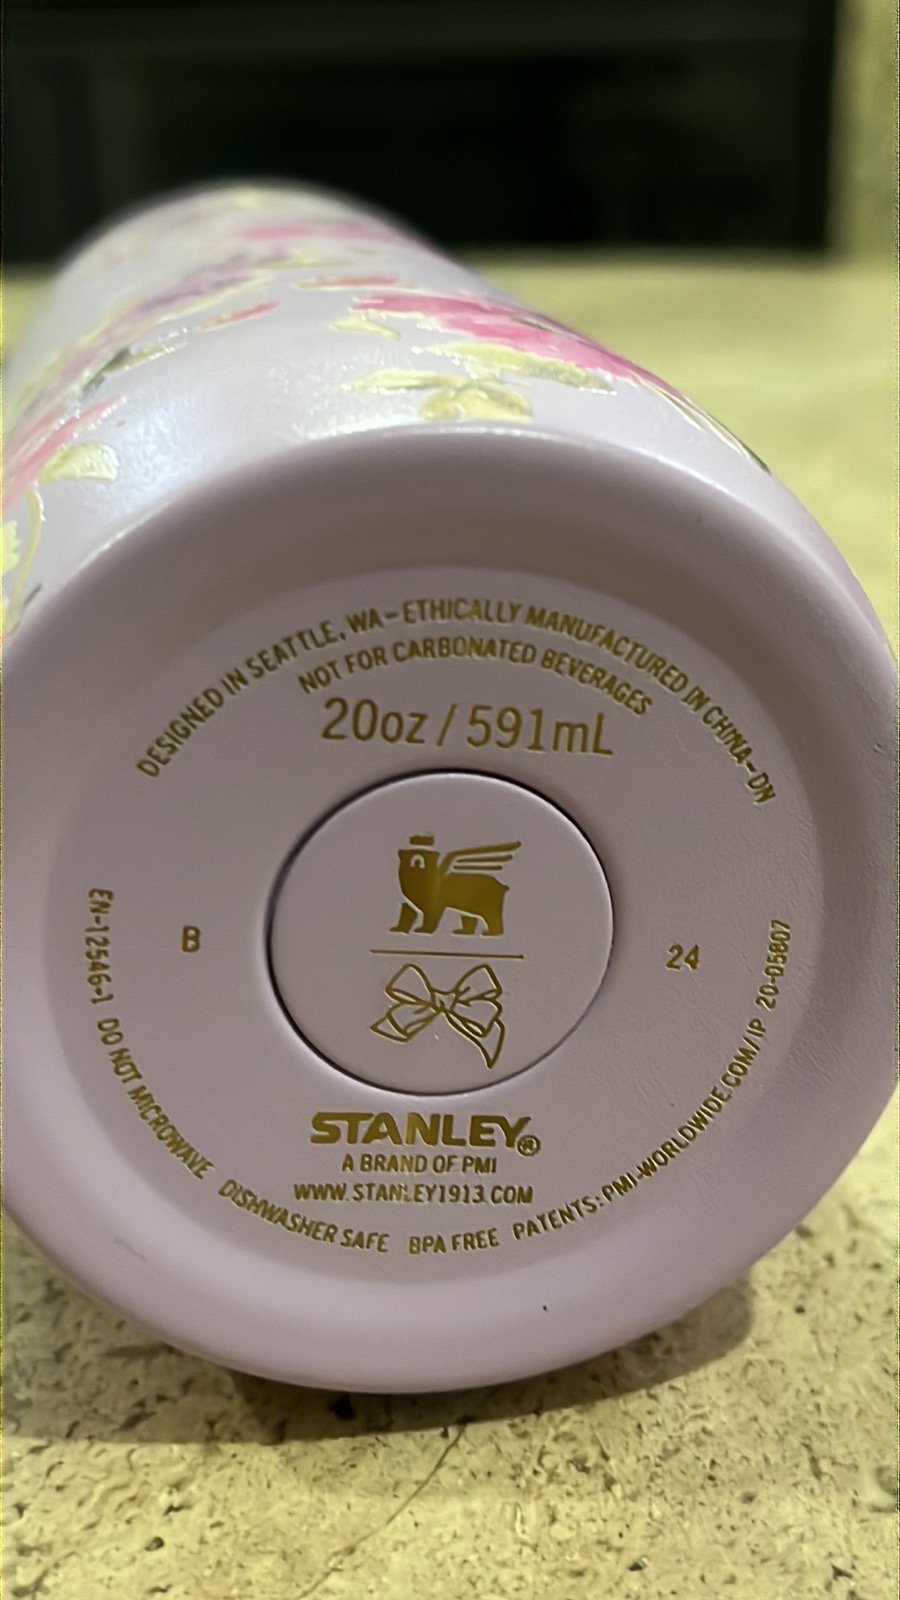 DESIGNED IN SEATTLE, WA-ETHICALLY MANUFACTURED IN CHINA-DN
NOT FOR CARBONATED BEVERAGES
20oz / 591mL
B
24
STANLEY®
A BRAND OF PMI
WWW.STANLEY1913.COM
EN-12546-1 DO NOT MICROWAVE DISHWASHER SAFE BPA FREE PATENTS: PMI-WORLDWIDE.COM/IP 20-05807